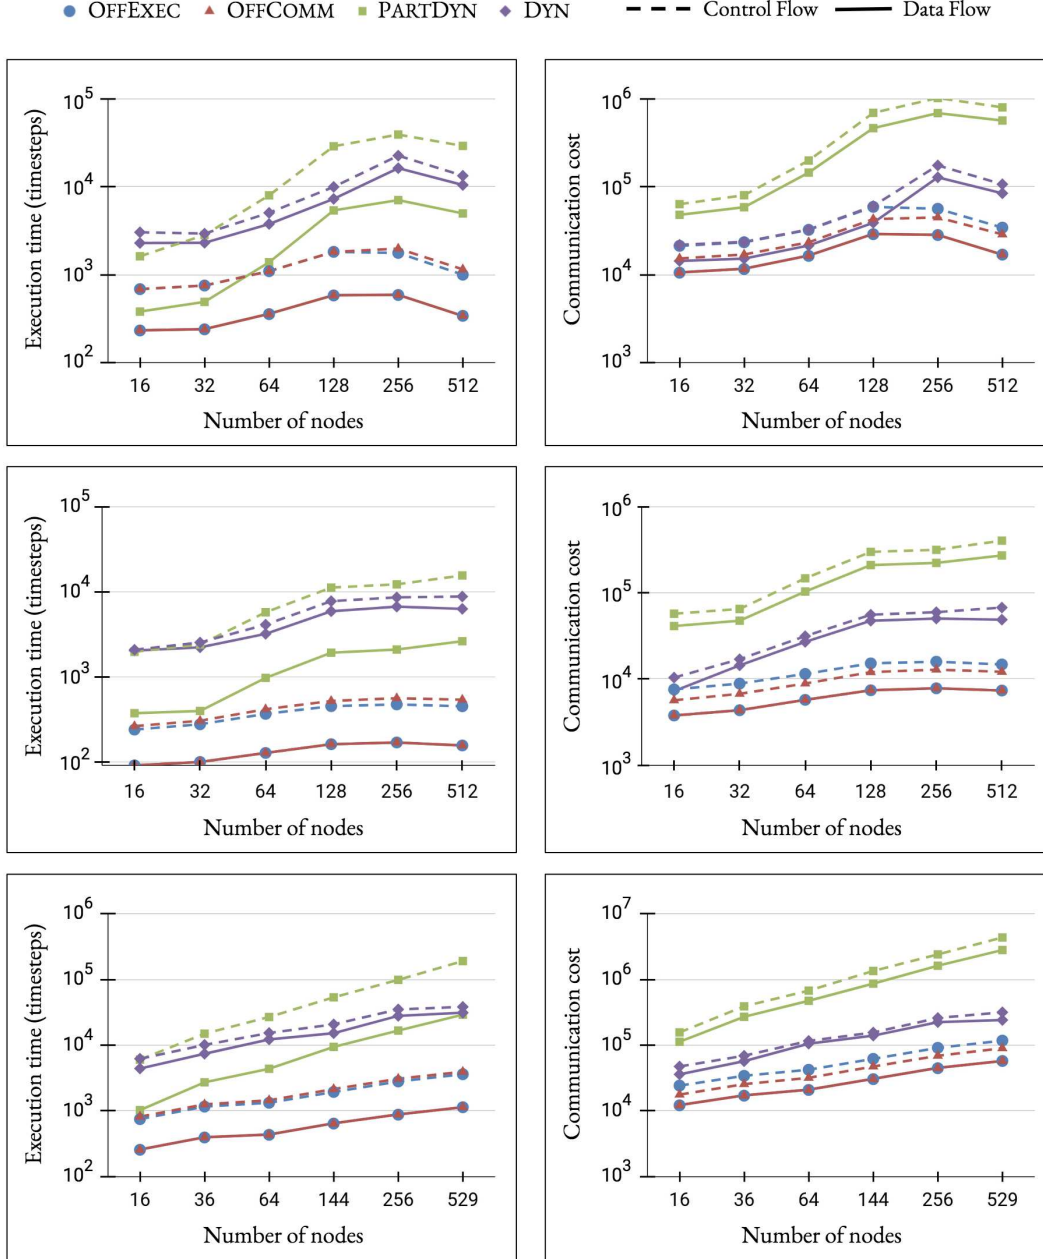 OFFEXEC OFFCOMM PARTDYN DYN Control Flow Data Flow
Execution time (timesteps)
10^5
10^4
10^3
10^2
16 32 64 128 256 512
Number of nodes
Communication cost
10^6
10^5
10^4
10^3
16 32 64 128 256 512
Number of nodes
Execution time (timesteps)
10^5
10^4
10^3
10^2
16 32 64 128 256 512
Number of nodes
Communication cost
10^6
10^5
10^4
10^3
16 32 64 128 256 512
Number of nodes
Execution time (timesteps)
10^6
10^5
10^4
10^3
10^2
16 36 64 144 256 529
Number of nodes
Communication cost
10^7
10^6
10^5
10^4
10^3
16 36 64 144 256 529
Number of nodes